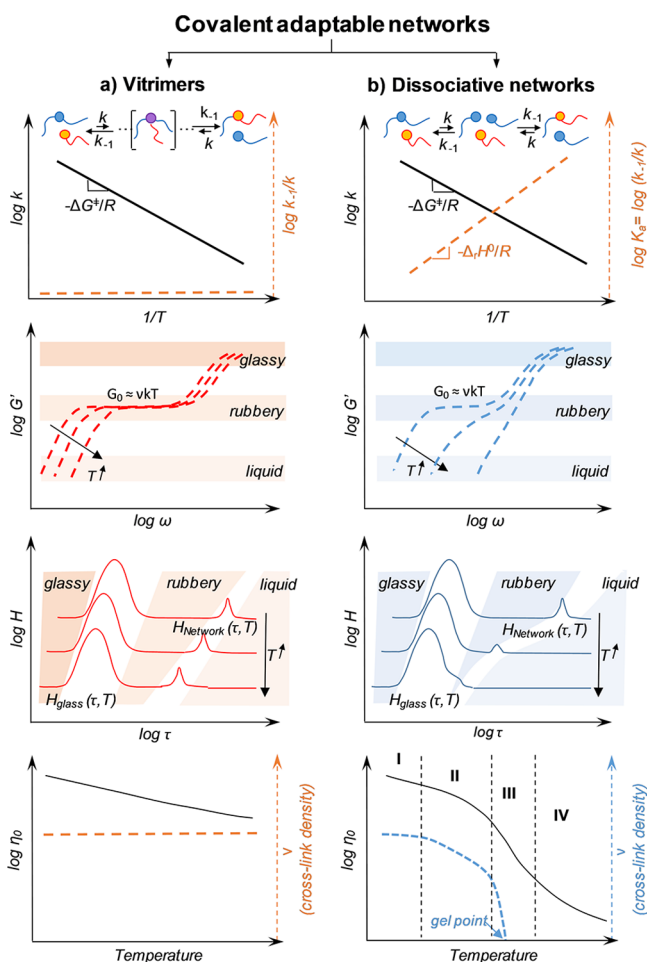 Covalent adaptable networks
a) Vitrimers
b) Dissociative networks
k
k-1
k-1
k
log k
-ΔG‡/R
log k-1/k
1/T
k
k-1
k-1
k
log k
-ΔG‡/R
-ΔrH⁰/R
log Ka = log (k-1/k)
1/T
log G'
glassy
G0 ≈ νkT
rubbery
T↑
liquid
log ω
log G'
glassy
G0 ≈ νkT
rubbery
T↑
liquid
log ω
log H
glassy
rubbery
liquid
HNetwork(τ, T)
T↑
Hglass(τ, T)
log τ
log H
glassy
rubbery
liquid
HNetwork(τ, T)
T↑
Hglass(τ, T)
log τ
log η0
ν
(cross-link density)
Temperature
I
II
III
IV
log η0
gel point
ν
(cross-link density)
Temperature